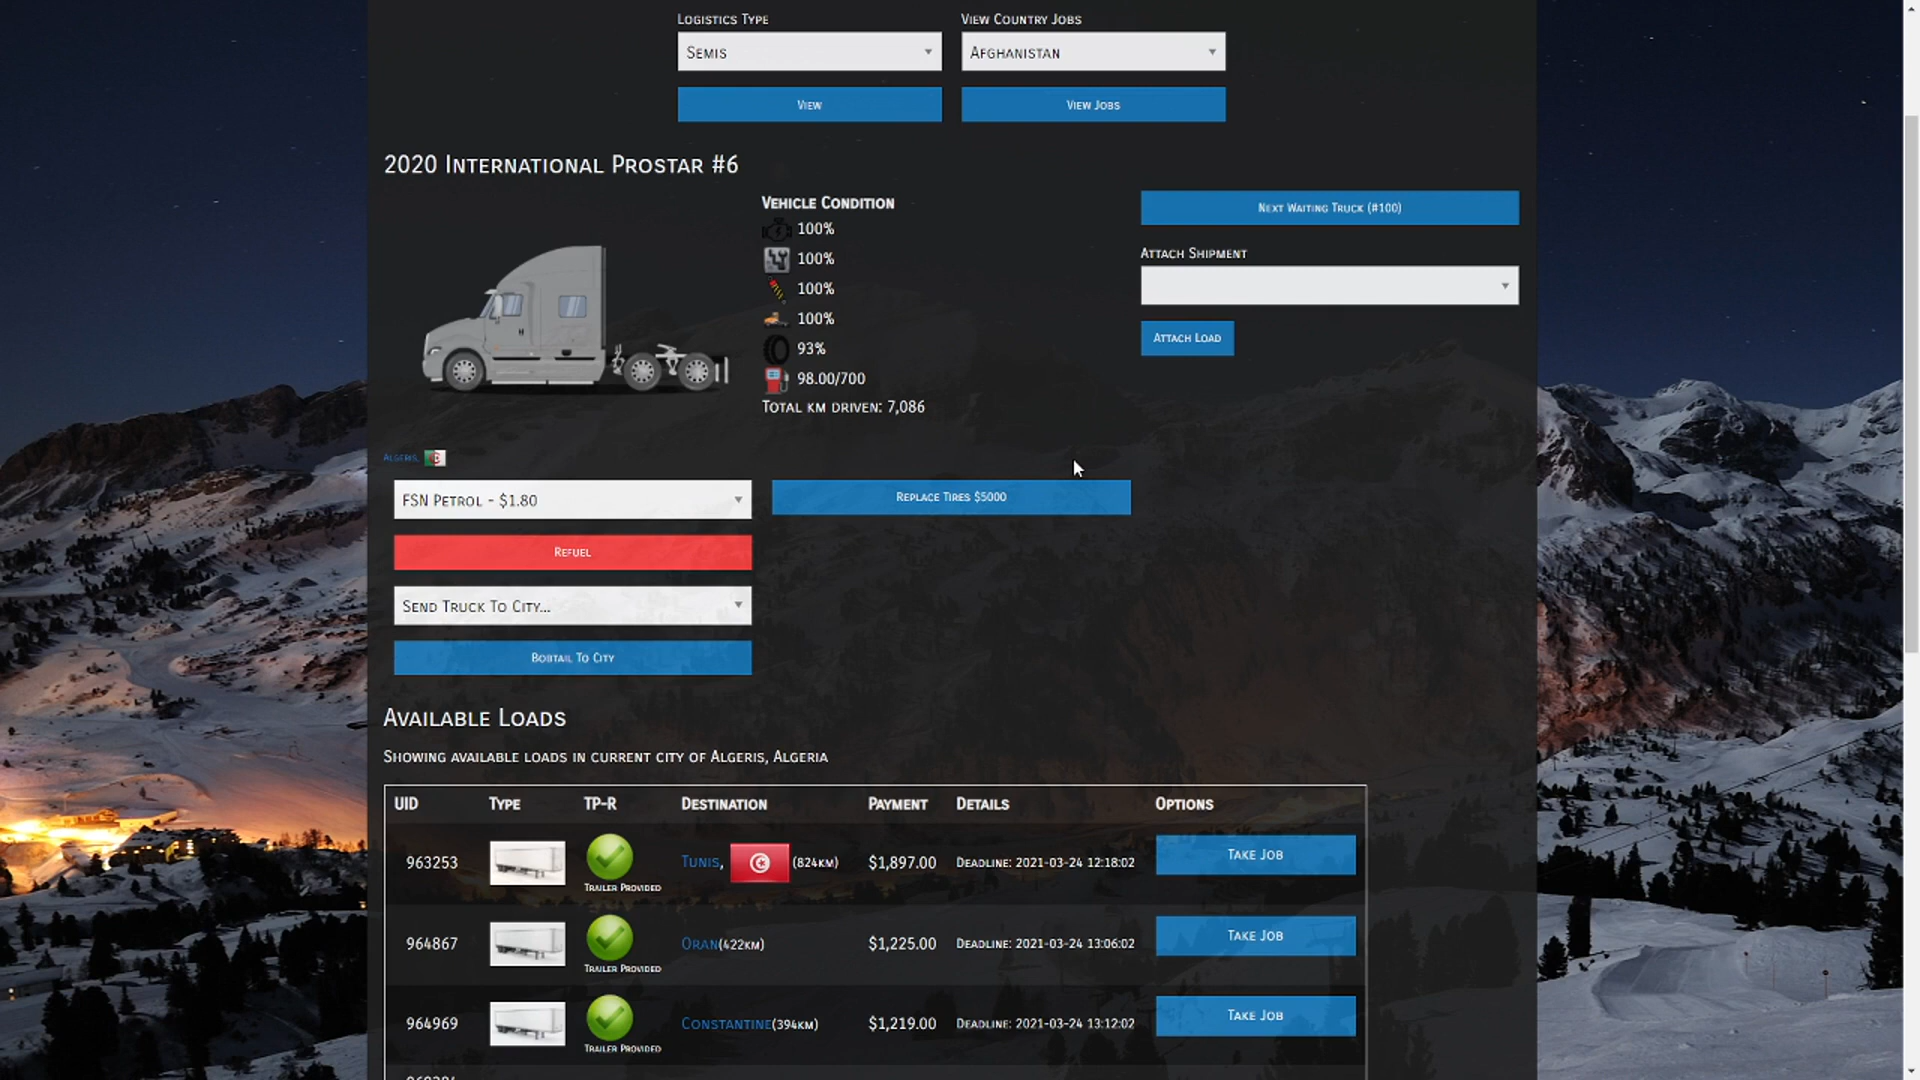 Logistics Type
Semis
View
View Country Jobs
Afghanistan
View Jobs
2020 International Prostar #6
Vehicle Condition
100%
100%
100%
100%
93%
98.00/700
Total km driven: 7,086
Next Waiting Truck (#100)
Attach Shipment
Attach Load
Algeris,
FSN Petrol - $1.80
Refuel
Send Truck To City...
Bobtail To City
Replace Tires $5000
Available Loads
Showing available loads in current city of Algeris, Algeria
UID Type TP-R Destination Payment Details Options
963253 Trailer Provided Tunis, (824km) $1,897.00 Deadline: 2021-03-24 12:18:02 Take Job
964867 Trailer Provided Oran(422km) $1,225.00 Deadline: 2021-03-24 13:06:02 Take Job
964969 Trailer Provided Constantine(394km) $1,219.00 Deadline: 2021-03-24 13:12:02 Take Job